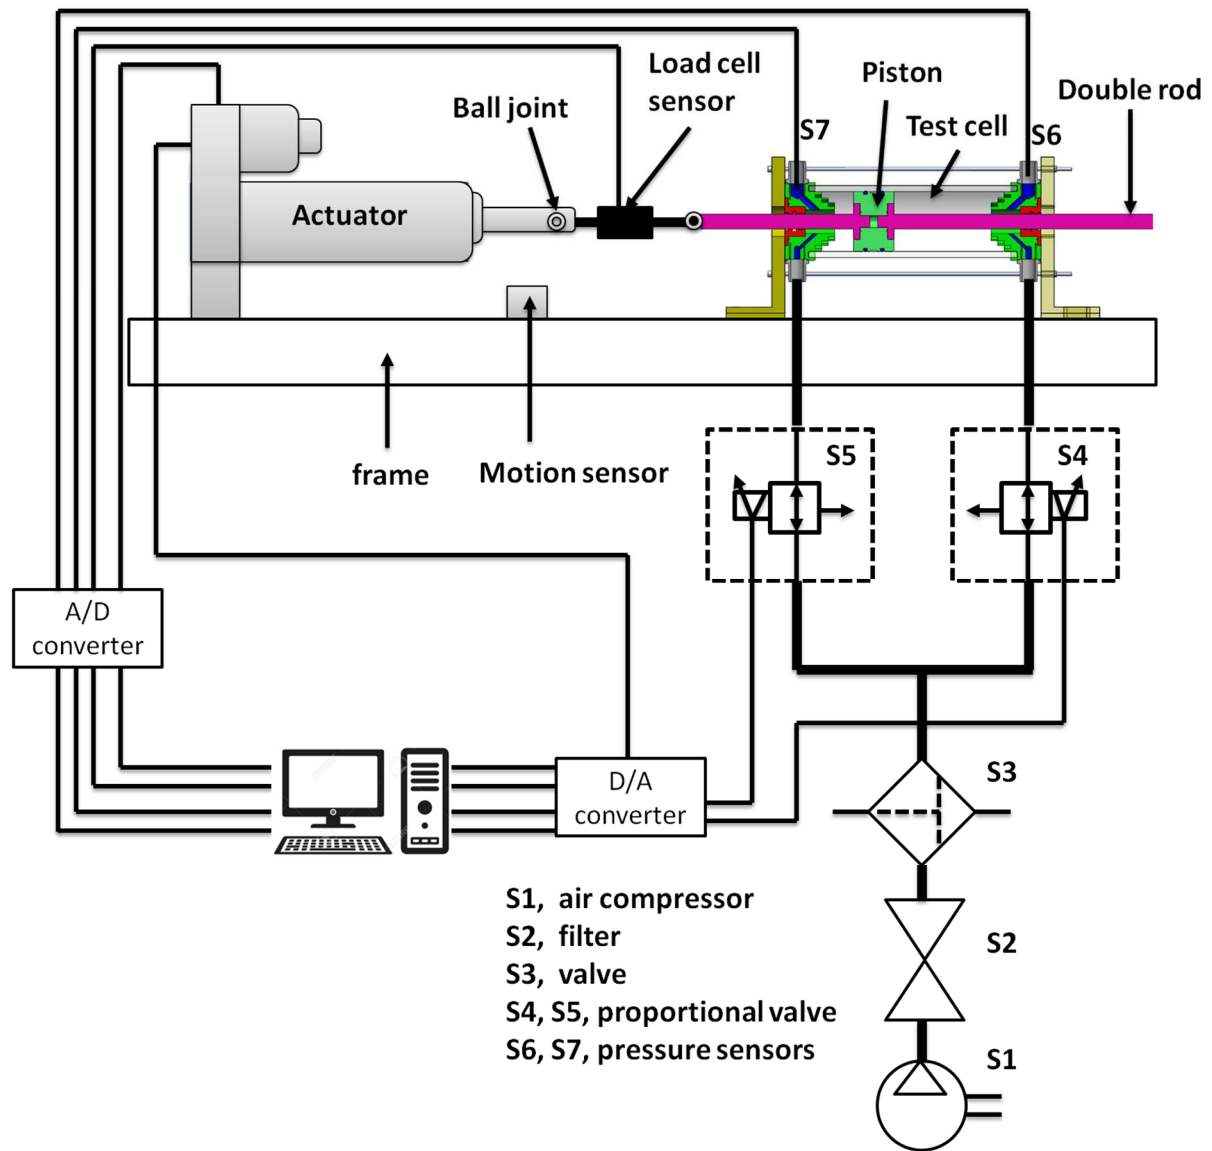 Load cell
sensor
Piston
Double rod
Ball joint
S7
Test cell
S6
Actuator
frame
Motion sensor
S5
S4
A/D
converter
D/A
converter
S3
S1, air compressor
S2, filter
S3, valve
S4, S5, proportional valve
S6, S7, pressure sensors
S2
S1